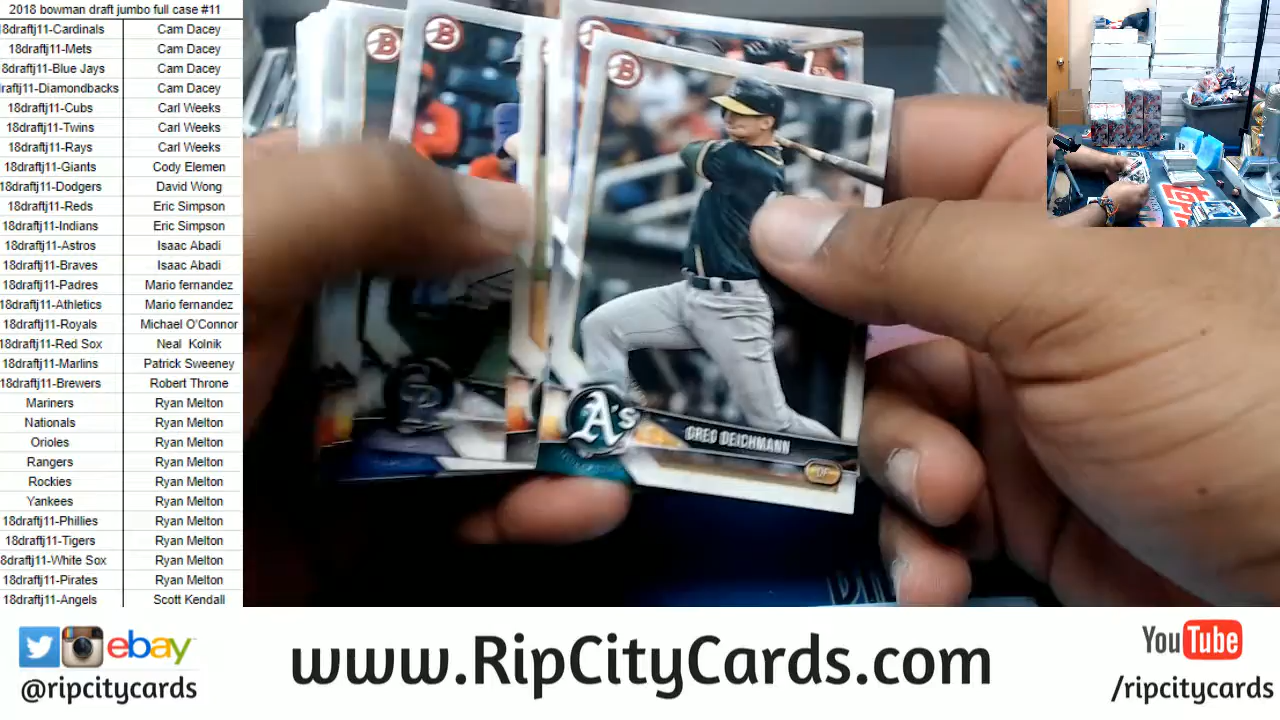 2018 bowman draft jumbo full case #11
8draftj11-Cardinals Cam Dacey
18draftj11-Mets Cam Dacey
8draftj11-Blue Jays Cam Dacey
draftj11-Diamondbacks Cam Dacey
18draftj11-Cubs Carl Weeks
18draftj11-Twins Carl Weeks
18draftj11-Rays Carl Weeks
18draftj11-Giants Cody Elemen
18draftj11-Dodgers David Wong
18draftj11-Reds Eric Simpson
18draftj11-Indians Eric Simpson
18draftj11-Astros Isaac Abadi
18draftj11-Braves Isaac Abadi
18draftj11-Padres Mario fernandez
18draftj11-Athletics Mario fernandez
18draftj11-Royals Michael O'Connor
18draftj11-Red Sox Neal Kolnik
18draftj11-Marlins Patrick Sweeney
18draftj11-Brewers Robert Throne
Mariners Ryan Melton
Nationals Ryan Melton
Orioles Ryan Melton
Rangers Ryan Melton
Rockies Ryan Melton
Yankees Ryan Melton
18draftj11-Phillies Ryan Melton
18draftj11-Tigers Ryan Melton
8draftj11-White Sox Ryan Melton
18draftj11-Pirates Ryan Melton
18draftj11-Angels Scott Kendall
B
B
B
A's
GREG DEICHMANN
OF
ebay
@ripcitycards
www.RipCityCards.com
YouTube
/ripcitycards